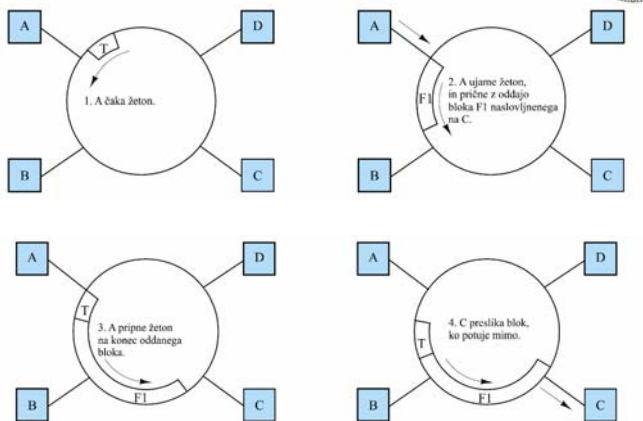 A
D
T
1. A čaka žeton.
B
C
A
D
F1
2. A ujame žeton,
in prične z oddajo
bloka F1 naslovljnenega
na C.
B
C
A
D
T
3. A pripne žeton
na konec oddanega
bloka.
B
F1
C
A
D
4. C preslika blok,
ko potuje mimo.
T
B
F1
C